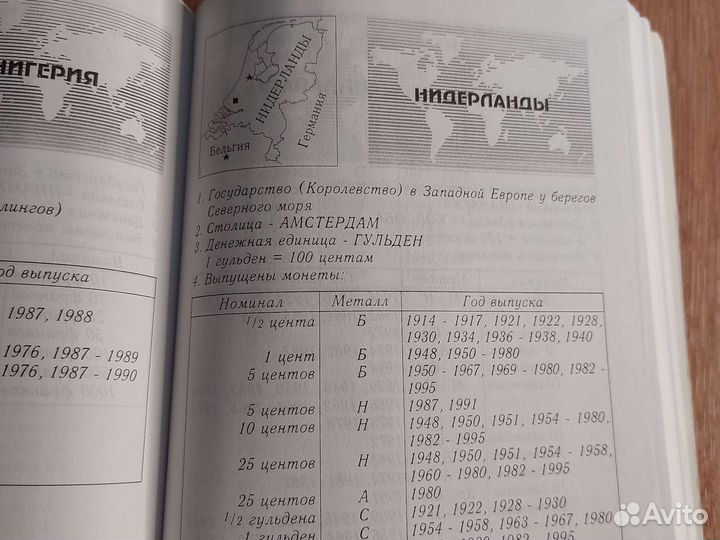 НИГЕРИЯ
лингов)
од выпуска
1987, 1988
1976, 1987 - 1989
1976, 1987 - 1990
НИДЕРЛАНДЫ
Германия
Бельгия
НИДЕРЛАНДЫ
1. Государство (Королевство) в Западной Европе у берегов
Северного моря
2. Столица - АМСТЕРДАМ
3. Денежная единица - ГУЛЬДЕН
1 гульден = 100 центам
4. Выпущены монеты:
Номинал Металл Год выпуска
1/2 цента Б 1914 - 1917, 1921, 1922, 1928,
1930, 1934, 1936 - 1938, 1940
1 цент Б 1948, 1950 - 1980
5 центов Б 1950 - 1967, 1969 - 1980, 1982 -
1995
5 центов Н 1987, 1991
10 центов Н 1948, 1950, 1951, 1954 - 1980,
1982 - 1995
25 центов Н 1948, 1950, 1951, 1954 - 1958,
1960 - 1980, 1982 - 1995
25 центов А 1980
1/2 гульдена С 1921, 1922, 1928 - 1930
1 гульден С 1954 - 1958, 1963 - 1967, 1980
1982, 1995
Avito